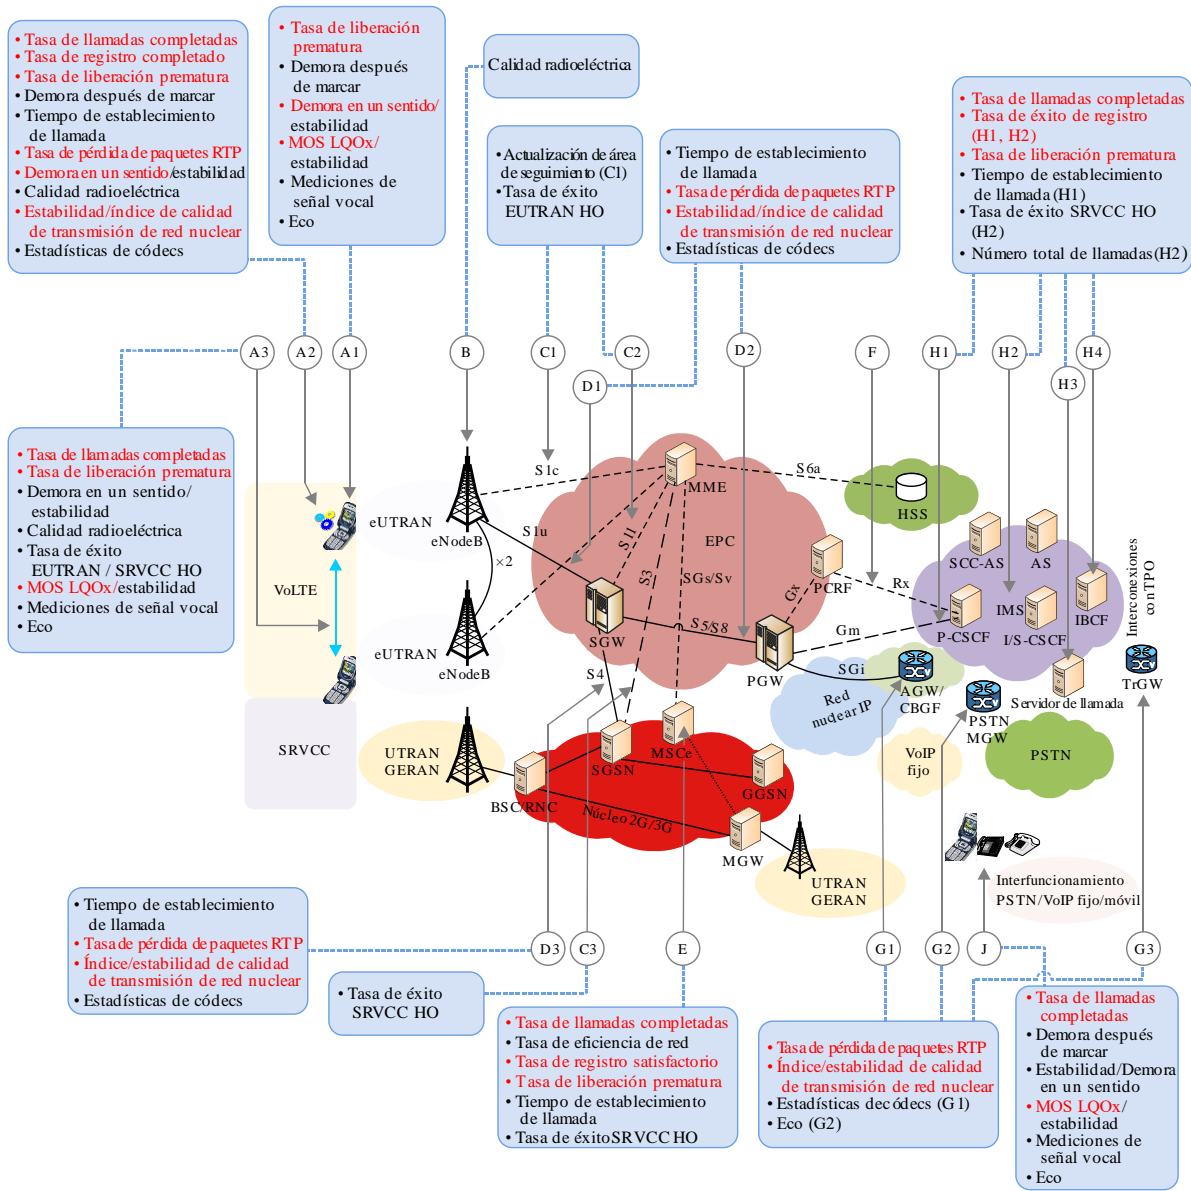 • Tasa de llamadas completadas
• Tasa de registro completado
• Tasa de liberación prematura
• Demora después de marcar
• Tiempo de establecimiento
de llamada
• Tasa de pérdida de paquetes RTP
• Demora en un sentido/estabilidad
• Calidad radioeléctrica
• Estabilidad/índice de calidad
de transmisión de red nuclear
• Estadísticas de códecs
• Tasa de liberación
prematura
• Demora después
de marcar
• Demora en un sentido/
estabilidad
• MOS LQOx/
estabilidad
• Mediciones de
señal vocal
• Eco
Calidad radioeléctrica
• Actualización de área
de seguimiento (C1)
• Tasa de éxito
EUTRAN HO
• Tiempo de establecimiento
de llamada
• Tasa de pérdida de paquetes RTP
• Estabilidad/índice de calidad
de transmisión de red nuclear
• Estadísticas de códecs
• Tasa de llamadas completadas
• Tasa de éxito de registro
(H1, H2)
• Tasa de liberación prematura
• Tiempo de establecimiento
de llamada (H1)
• Tasa de éxito SRVCC HO
(H2)
• Número total de llamadas(H2)
A3
A2
A1
B
C1
C2
D1
D2
F
H1
H2
H3
H4
• Tasa de llamadas completadas
• Tasa de liberación prematura
• Demora en un sentido/
estabilidad
• Calidad radioeléctrica
• Tasa de éxito
EUTRAN / SRVCC HO
• MOS LQOx/estabilidad
• Mediciones de señal vocal
• Eco
VoLTE
SRVCC
eUTRAN
eNodeB
eUTRAN
eNodeB
×2
UTRAN
GERAN
S1c
S1u
S1l
S3
SGs/Sv
S6a
MME
EPC
HSS
SGW
S5/S8
S4
PGW
PCRF
Gx
Rx
Gm
SGi
SCC-AS
AS
IMS
P-CSCF
I/S-CSCF
IBCF
Interconexiones
con TPO
TrGW
Servidor de llamada
AGW/
CBGF
Red
nuclear IP
PSTN
MGW
VoIP
fijo
PSTN
BSC/RNC
SGSN
MSCe
GGSN
Núcleo 2G/3G
MGW
UTRAN
GERAN
Interfuncionamiento
PSTN/VoIP fijo/móvil
D3
C3
E
G1
G2
J
G3
• Tiempo de establecimiento
de llamada
• Tasa de pérdida de paquetes RTP
• Índice/estabilidad de calidad
de transmisión de red nuclear
• Estadísticas de códecs
• Tasa de éxito
SRVCC HO
• Tasa de llamadas completadas
• Tasa de eficiencia de red
• Tasa de registro satisfactorio
• Tasa de liberación prematura
• Tiempo de establecimiento
de llamada
• Tasa de éxito SRVCC HO
• Tasa de pérdida de paquetes RTP
• Índice/estabilidad de calidad
de transmisión de red nuclear
• Estadísticas de códecs (G1)
• Eco (G2)
• Tasa de llamadas
completadas
• Demora después
de marcar
• Estabilidad/Demora
en un sentido
• MOS LQOx/
estabilidad
• Mediciones de
señal vocal
• Eco